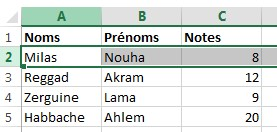 A B C
1 Noms Prénoms Notes
2 Milas Nouha 8
3 Reggad Akram 12
4 Zerguine Lama 9
5 Habbache Ahlem 20